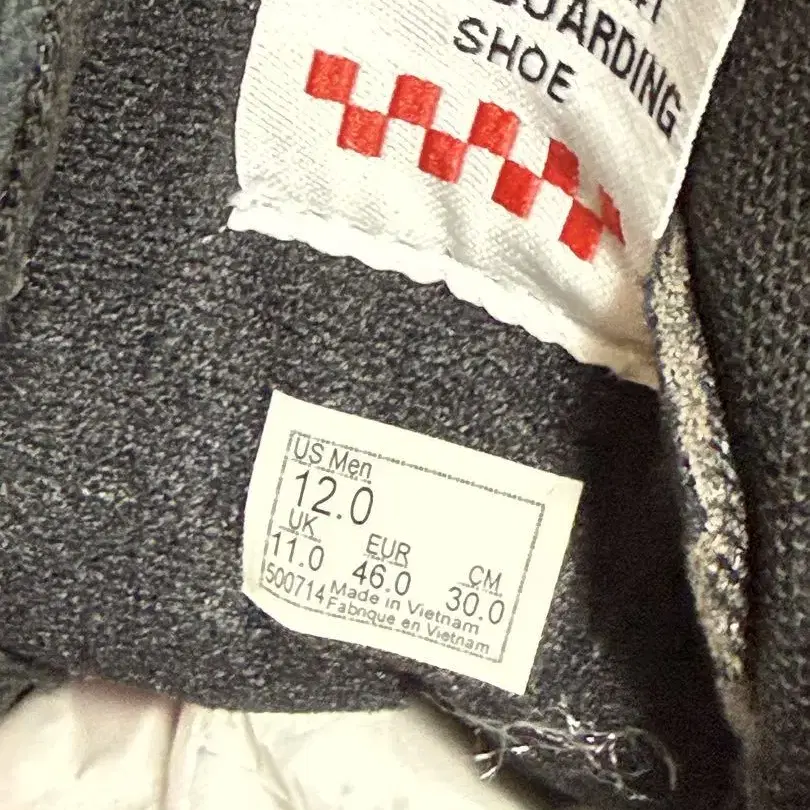 OARDING
SHOE
US Men
12.0
UK EUR CM
11.0 46.0 30.0
500714 Made in Vietnam
Fabrique en Vietnam